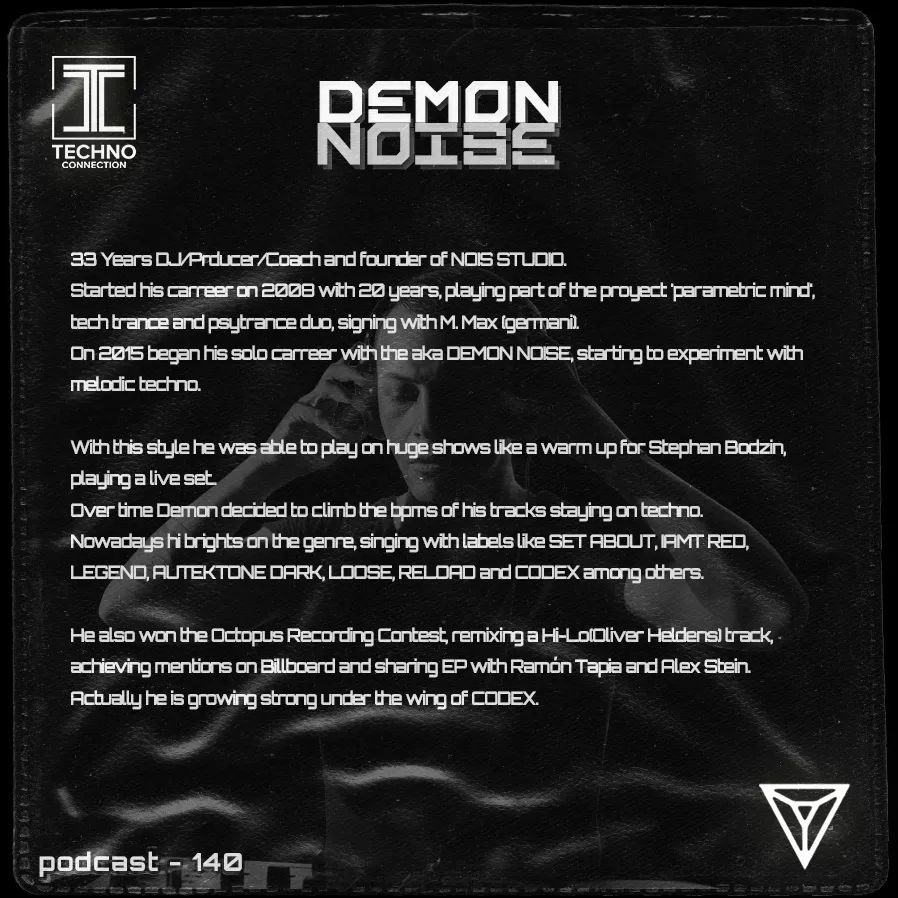 TECHNO
CONNECTION
DEMON
NOISE
33 Years DJ/Prducer/Coach and founder of NOIS STUDIO.
Started his carreer on 2008 with 20 years, playing part of the proyect 'parametric mind',
tech trance and psytrance duo, signing with M. Max (germani).
On 2015 began his solo carreer with the aka DEMON NOISE, starting to experiment with
melodic techno.
With this style he was able to play on huge shows like a warm up for Stephan Bodzin,
playing a live set.
Over time Demon decided to climb the bpms of his tracks staying on techno.
Nowadays hi brights on the genre, singing with labels like SET ABOUT, IAMT RED,
LEGEND, AUTEKTONE DARK, LOOSE, RELOAD and CODEX among others.
He also won the Octopus Recording Contest, remixing a Hi-Lo(Oliver Heldens) track,
achieving mentions on Billboard and sharing EP with Ramón Tapia and Alex Stein.
Actually he is growing strong under the wing of CODEX.
podcast - 140